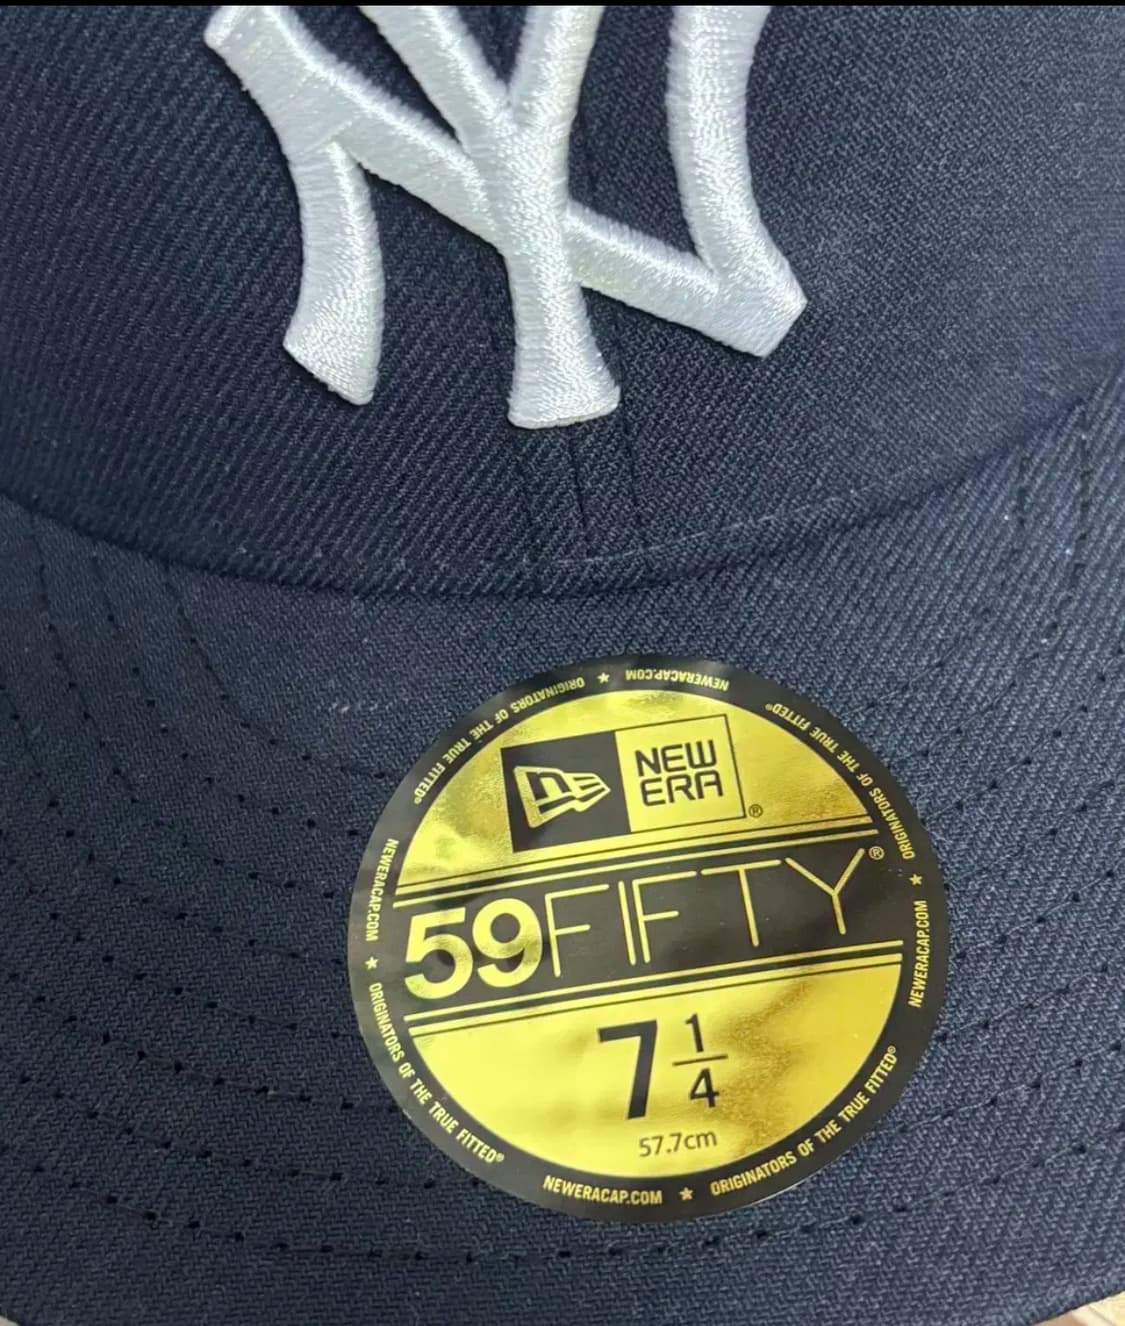 NY
NEWERACAP.COM ★ ORIGINATORS OF THE TRUE FITTED®
NEWERACAP.COM ★ ORIGINATORS OF THE TRUE FITTED®
NEWERACAP.COM ★ ORIGINATORS OF THE TRUE FITTED®
NEWERACAP.COM ★ ORIGINATORS OF THE TRUE FITTED®
NEW
ERA®
59FIFTY®
7 1/4
57.7cm